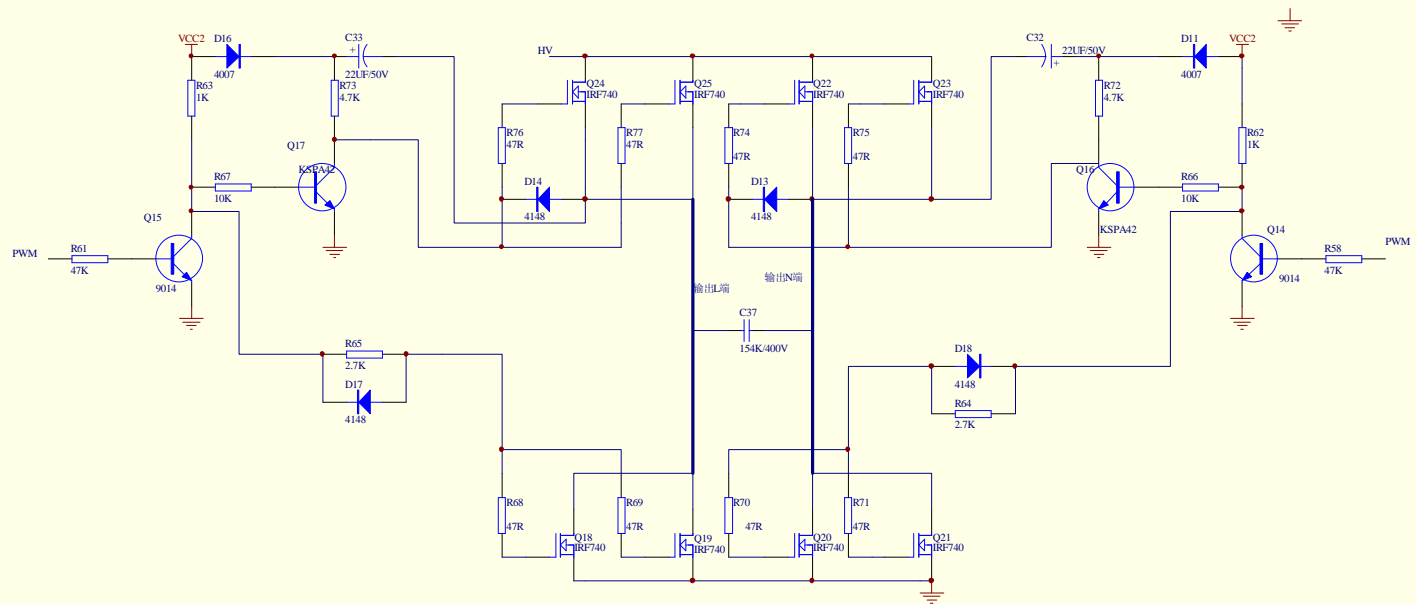 VCC2
D16
4007
C33
22UF/50V
HV
C32
22UF/50V
D11
4007
VCC2
R63
1K
R73
4.7K
Q24
IRF740
Q25
IRF740
Q22
IRF740
Q23
IRF740
R72
4.7K
R62
1K
R76
47R
R77
47R
R74
47R
R75
47R
Q17
KSPA42
R67
10K
D14
4148
D13
4148
Q16
KSPA42
R66
10K
Q15
9014
PWM
R61
47K
Q14
9014
R58
47K
PWM
输出L端
输出N端
C37
154K/400V
R65
2.7K
D17
4148
D18
4148
R64
2.7K
R68
47R
R69
47R
R70
47R
R71
47R
Q18
IRF740
Q19
IRF740
Q20
IRF740
Q21
IRF740